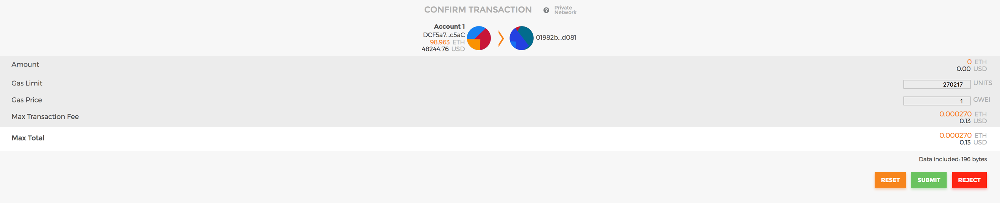 CONFIRM TRANSACTION
Private
Network
Account 1
DCF5a7...c5aC
98.963 ETH
48244.76 USD
01982b...d081
Amount
0 ETH
0.00 USD
Gas Limit
270217 UNITS
Gas Price
1 GWEI
Max Transaction Fee
0.000270 ETH
0.13 USD
Max Total
0.000270 ETH
0.13 USD
Data included: 196 bytes
RESET SUBMIT REJECT